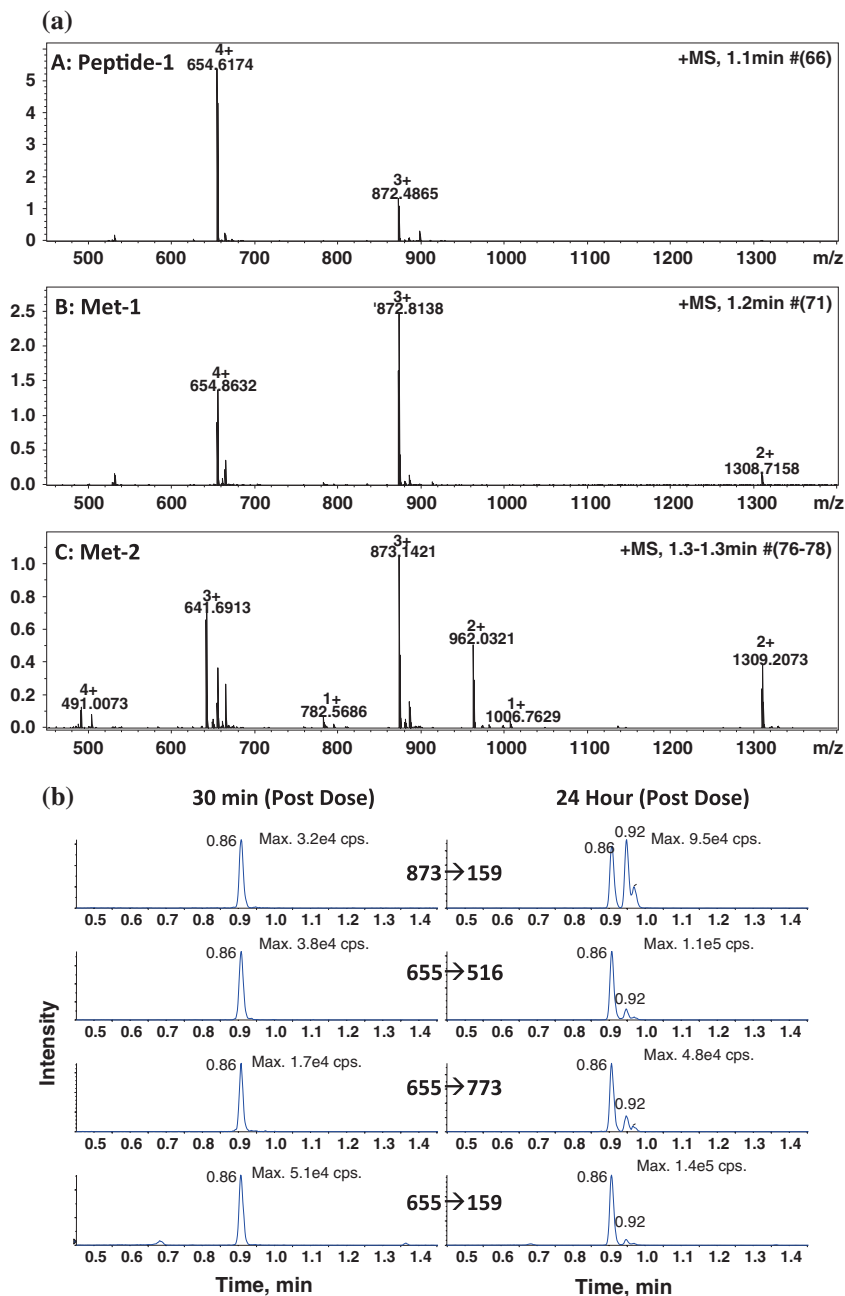 (a)
A: Peptide-1
+MS, 1.1min #(66)
4+
654.6174
3+
872.4865
5
4
3
2
1
0
500 600 700 800 900 1000 1100 1200 1300 m/z
B: Met-1
+MS, 1.2min #(71)
3+
'872.8138
4+
654.8632
2+
1308.7158
2.5
2.0
1.5
1.0
0.5
0.0
500 600 700 800 900 1000 1100 1200 1300 m/z
C: Met-2
+MS, 1.3-1.3min #(76-78)
3+
873.1421
3+
641.6913
2+
962.0321
2+
1309.2073
4+
491.0073
1+
782.5686
1+
1006.7629
1.0
0.8
0.6
0.4
0.2
0.0
500 600 700 800 900 1000 1100 1200 1300 m/z
(b)
30 min (Post Dose) 24 Hour (Post Dose)
0.86 Max. 3.2e4 cps.
873→159
0.86 0.92 Max. 9.5e4 cps.
0.5 0.6 0.7 0.8 0.9 1.0 1.1 1.2 1.3 1.4
0.5 0.6 0.7 0.8 0.9 1.0 1.1 1.2 1.3 1.4
0.86 Max. 3.8e4 cps.
655→516
0.86 0.92 Max. 1.1e5 cps.
0.5 0.6 0.7 0.8 0.9 1.0 1.1 1.2 1.3 1.4
0.5 0.6 0.7 0.8 0.9 1.0 1.1 1.2 1.3 1.4
0.86 Max. 1.7e4 cps.
655→773
0.86 0.92 Max. 4.8e4 cps.
0.5 0.6 0.7 0.8 0.9 1.0 1.1 1.2 1.3 1.4
0.5 0.6 0.7 0.8 0.9 1.0 1.1 1.2 1.3 1.4
0.86 Max. 5.1e4 cps.
655→159
0.86 0.92 Max. 1.4e5 cps.
0.5 0.6 0.7 0.8 0.9 1.0 1.1 1.2 1.3 1.4
0.5 0.6 0.7 0.8 0.9 1.0 1.1 1.2 1.3 1.4
Intensity
Time, min Time, min